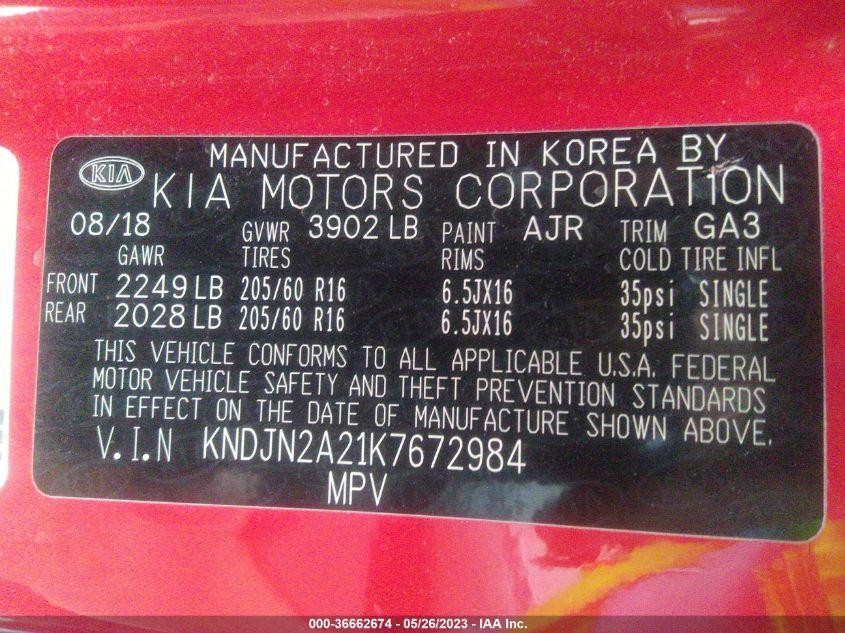 MANUFACTURED IN KOREA BY
KIA KIA MOTORS CORPORATION
08/18 GVWR 3902 LB PAINT AJR TRIM GA3
GAWR TIRES RIMS COLD TIRE INFL
FRONT 2249 LB 205/60 R16 6.5JX16 35psi SINGLE
REAR 2028 LB 205/60 R16 6.5JX16 35psi SINGLE
THIS VEHICLE CONFORMS TO ALL APPLICABLE U.S.A. FEDERAL
MOTOR VEHICLE SAFETY AND THEFT PREVENTION STANDARDS
IN EFFECT ON THE DATE OF MANUFACTURE SHOWN ABOVE.
V.I.N KNDJN2A21K7672984
MPV
000-36662674 - 05/26/2023 - IAA Inc.